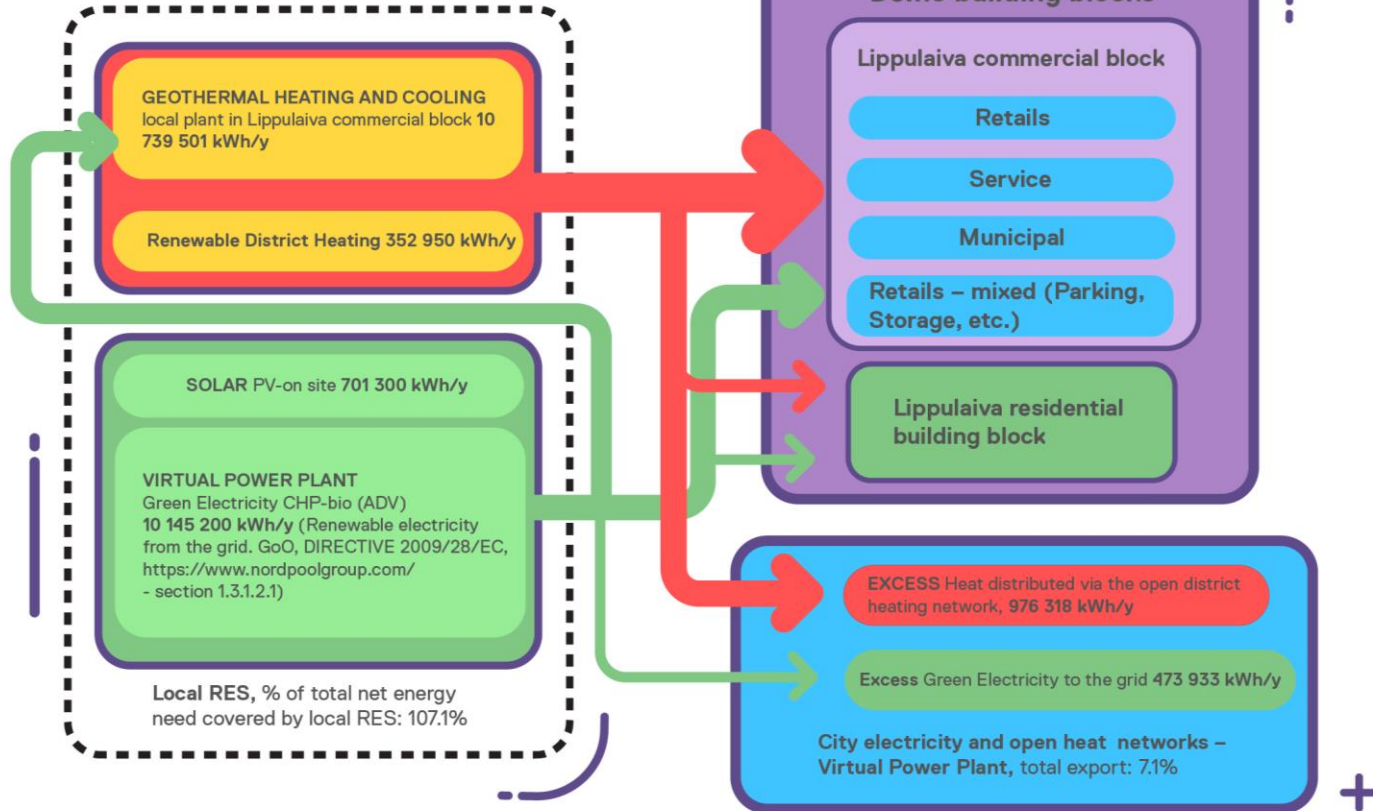 GEOTHERMAL HEATING AND COOLING
local plant in Lippulaiva commercial block 10
739 501 kWh/y
Renewable District Heating 352 950 kWh/y
SOLAR PV-on site 701 300 kWh/y
VIRTUAL POWER PLANT
Green Electricity CHP-bio (ADV)
10 145 200 kWh/y (Renewable electricity
from the grid. GoO, DIRECTIVE 2009/28/EC,
https://www.nordpoolgroup.com/
- section 1.3.1.2.1)
Local RES, % of total net energy
need covered by local RES: 107.1%
building blocks
Lippulaiva commercial block
Retails
Service
Municipal
Retails – mixed (Parking,
Storage, etc.)
Lippulaiva residential
building block
EXCESS Heat distributed via the open district
heating network, 976 318 kWh/y
Excess Green Electricity to the grid 473 933 kWh/y
City electricity and open heat networks –
Virtual Power Plant, total export: 7.1%